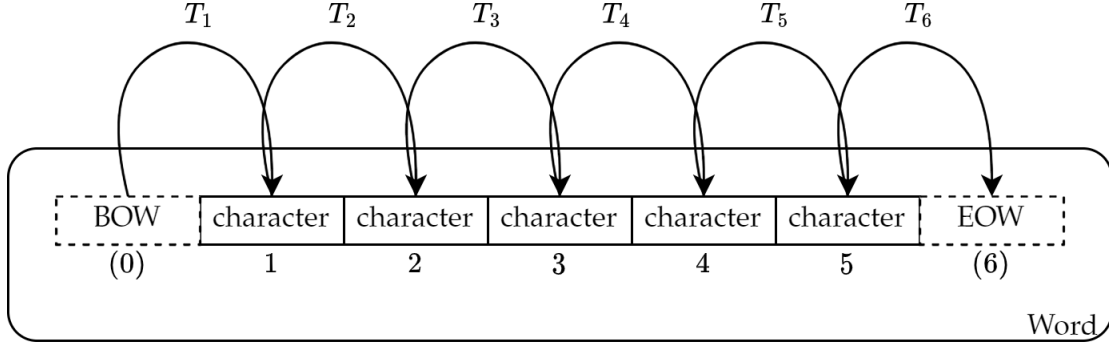 T₁ T₂ T₃ T₄ T₅ T₆
BOW character character character character character EOW
(0) 1 2 3 4 5 (6)
Word